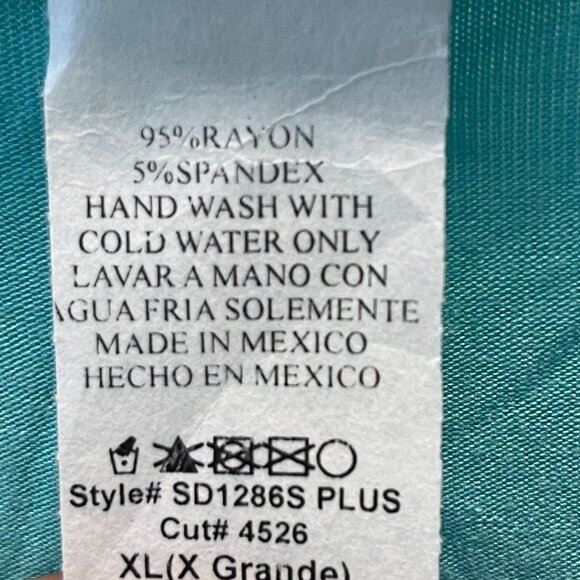 95%RAYON
5%SPANDEX
HAND WASH WITH
COLD WATER ONLY
LAVAR A MANO CON
AGUA FRIA SOLEMENTE
MADE IN MEXICO
HECHO EN MEXICO
Style# SD1286S PLUS
Cut# 4526
XL(X Grande)